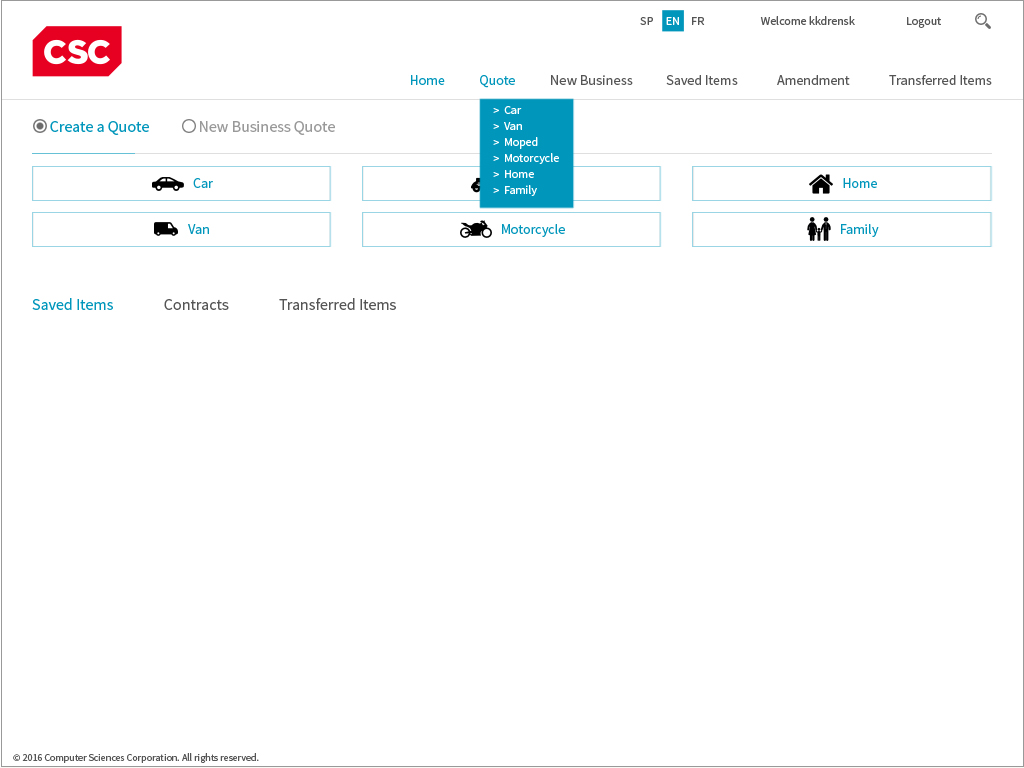 SP EN FR Welcome kkdrensk Logout
CSC
Home Quote New Business Saved Items Amendment Transferred Items
> Car
> Van
> Moped
> Motorcycle
> Home
> Family
Create a Quote New Business Quote
Car Home
Van Motorcycle Family
Saved Items Contracts Transferred Items
© 2016 Computer Sciences Corporation. All rights reserved.